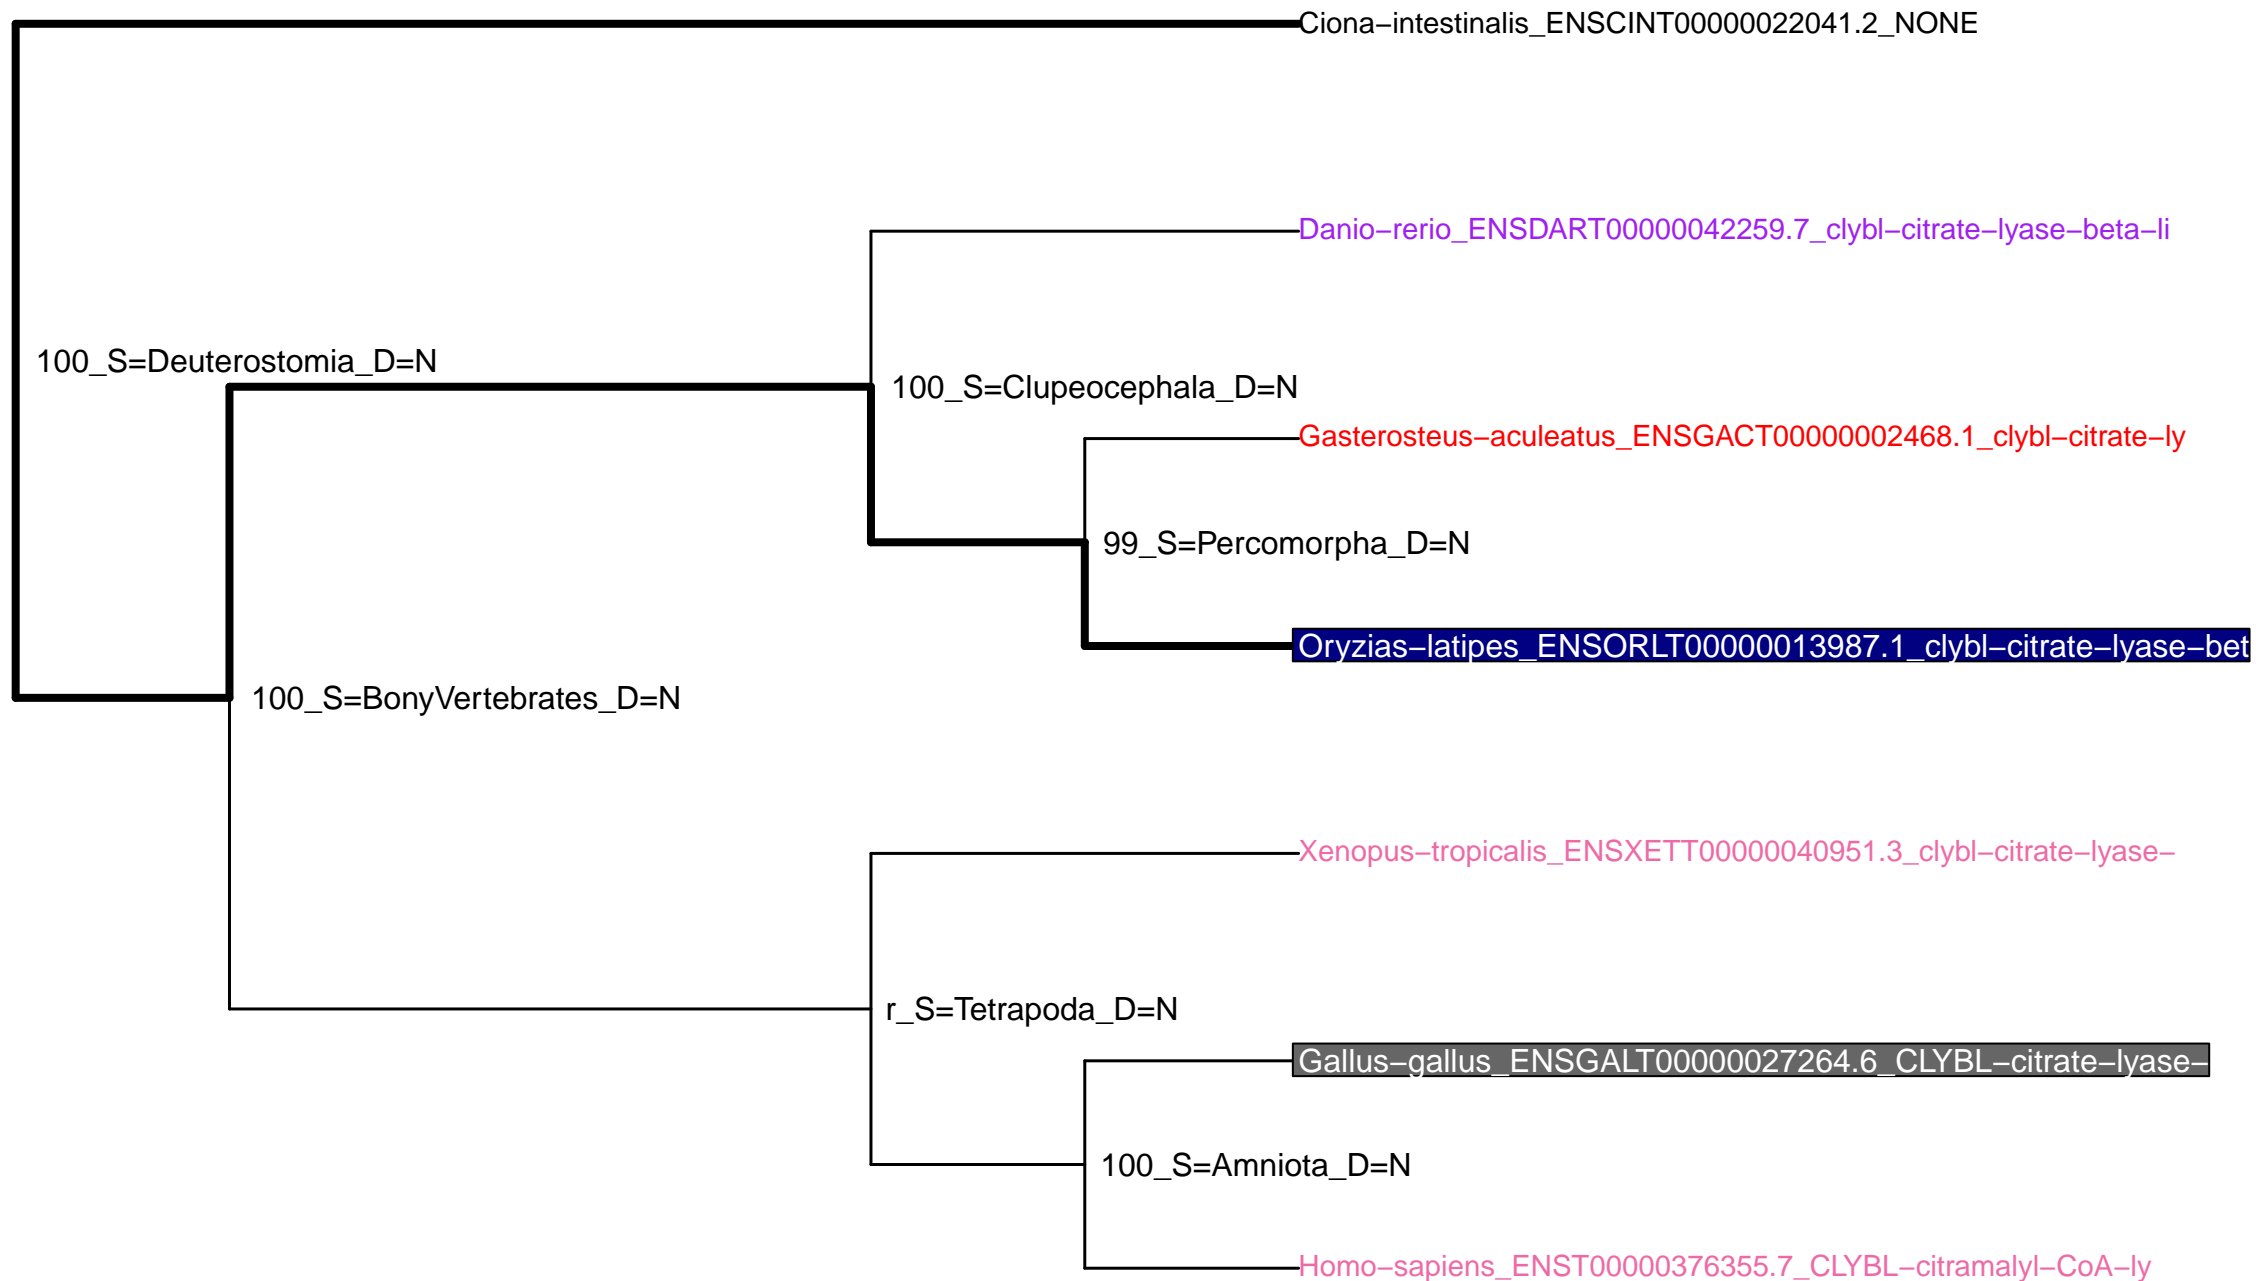 Ciona−intestinalis_ENSCINT00000022041.2_NONE
Danio−rerio_ENSDART00000042259.7_clybl−citrate−lyase−beta−li
100_S=Deuterostomia_D=N
100_S=Clupeocephala_D=N
Gasterosteus−aculeatus_ENSGACT00000002468.1_clybl−citrate−ly
99_S=Percomorpha_D=N
Oryzias−latipes_ENSORLT00000013987.1_clybl−citrate−lyase−bet
100_S=BonyVertebrates_D=N
Xenopus−tropicalis_ENSXETT00000040951.3_clybl−citrate−lyase−
r_S=Tetrapoda_D=N
Gallus−gallus_ENSGALT00000027264.6_CLYBL−citrate−lyase−
100_S=Amniota_D=N
Homo−sapiens_ENST00000376355.7_CLYBL−citramalyl−CoA−ly